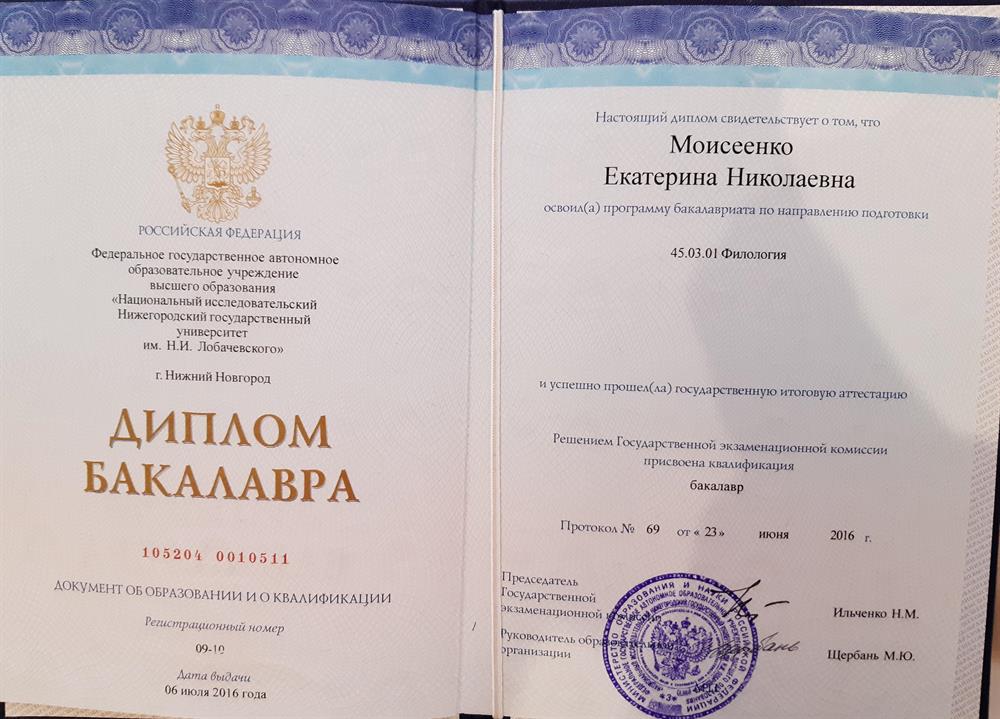 РОССИЙСКАЯ ФЕДЕРАЦИЯ
Федеральное государственное автономное
образовательное учреждение
высшего образования
«Национальный исследовательский
Нижегородский государственный
университет
им. Н.И. Лобачевского»
г. Нижний Новгород
ДИПЛОМ
БАКАЛАВРА
105204 0010511
ДОКУМЕНТ ОБ ОБРАЗОВАНИИ И О КВАЛИФИКАЦИИ
Регистрационный номер
09-10
Дата выдачи
06 июля 2016 года
Настоящий диплом свидетельствует о том, что
Моисеенко
Екатерина Николаевна
освоил(а) программу бакалавриата по направлению подготовки
45.03.01 Филология
и успешно прошел(ла) государственную итоговую аттестацию
Решением Государственной экзаменационной комиссии
присвоена квалификация
бакалавр
Протокол № 69 от « 23 » июня 2016 г.
Председатель
Государственной
экзаменационной Ильченко Н.М.
/
Руководитель Щербань М.Ю.
организации